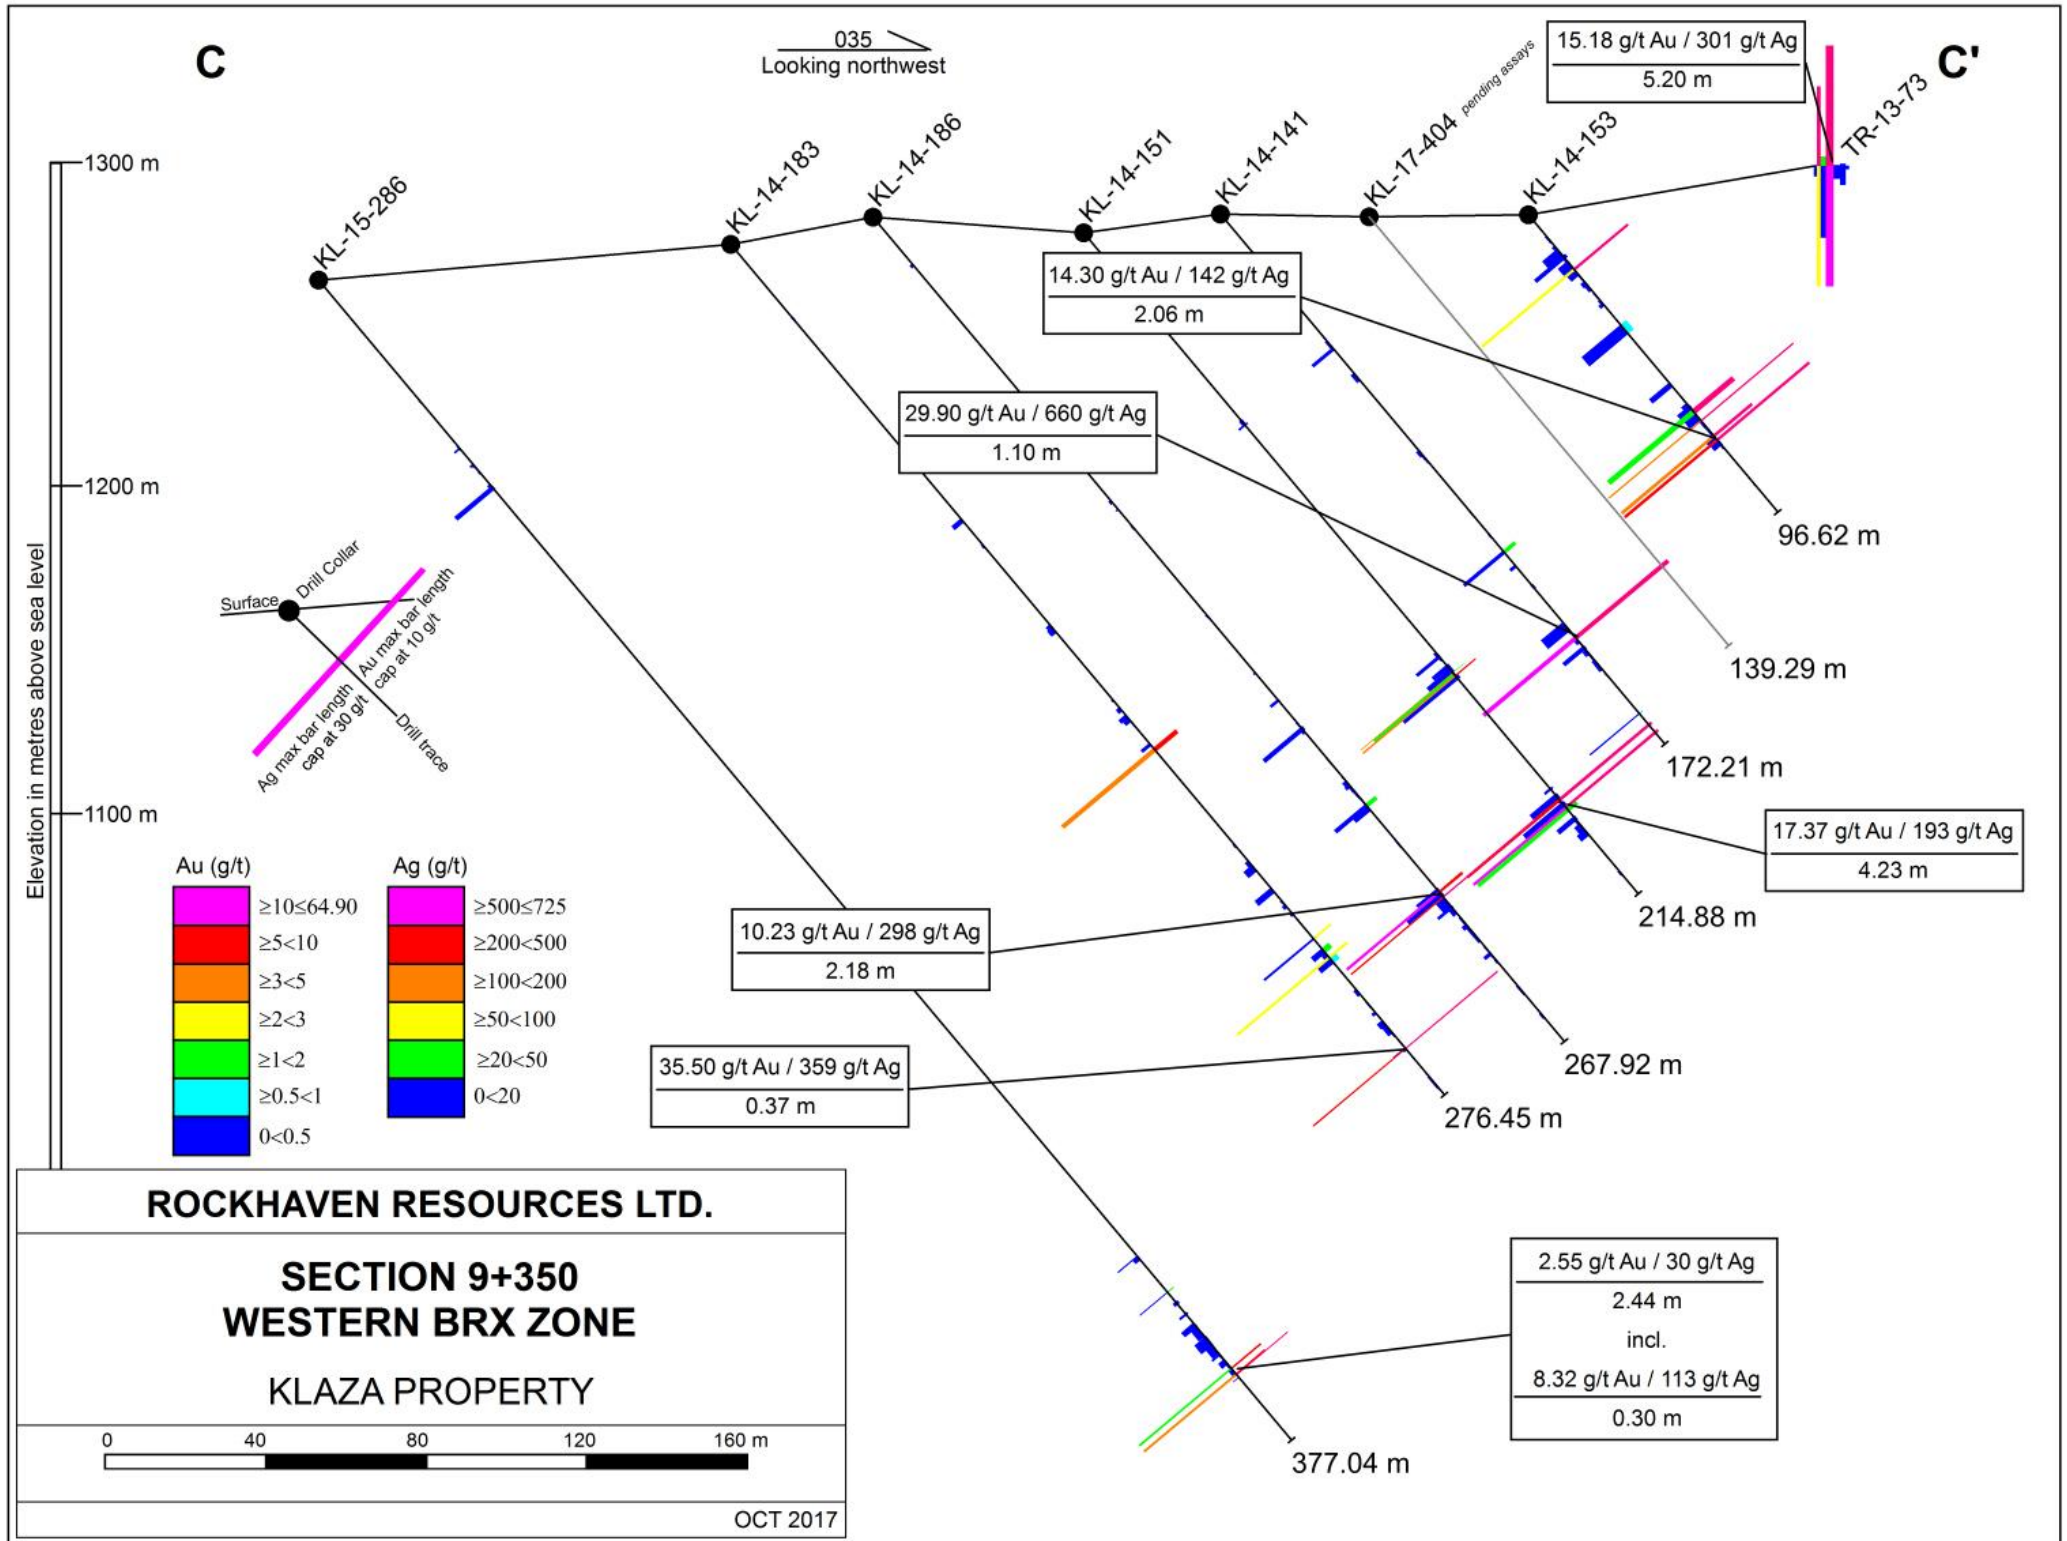 C
035
Looking northwest
C'
15.18 g/t Au / 301 g/t Ag
5.20 m
TR-13-73
KL-15-286
KL-14-183
KL-14-186
KL-14-151
KL-14-141
KL-17-404 pending assays
KL-14-153
1300 m
1200 m
1100 m
Elevation in metres above sea level
14.30 g/t Au / 142 g/t Ag
2.06 m
29.90 g/t Au / 660 g/t Ag
1.10 m
96.62 m
139.29 m
172.21 m
17.37 g/t Au / 193 g/t Ag
4.23 m
214.88 m
10.23 g/t Au / 298 g/t Ag
2.18 m
267.92 m
35.50 g/t Au / 359 g/t Ag
0.37 m
276.45 m
2.55 g/t Au / 30 g/t Ag
2.44 m
incl.
8.32 g/t Au / 113 g/t Ag
0.30 m
377.04 m
Surface
Drill Collar
Au max bar length
cap at 10 g/t
Ag max bar length
cap at 30 g/t
Drill trace
Au (g/t)
≥10≤64.90
≥5<10
≥3<5
≥2<3
≥1<2
≥0.5<1
0<0.5
Ag (g/t)
≥500≤725
≥200<500
≥100<200
≥50<100
≥20<50
0<20
ROCKHAVEN RESOURCES LTD.
SECTION 9+350
WESTERN BRX ZONE
KLAZA PROPERTY
0 40 80 120 160 m
OCT 2017